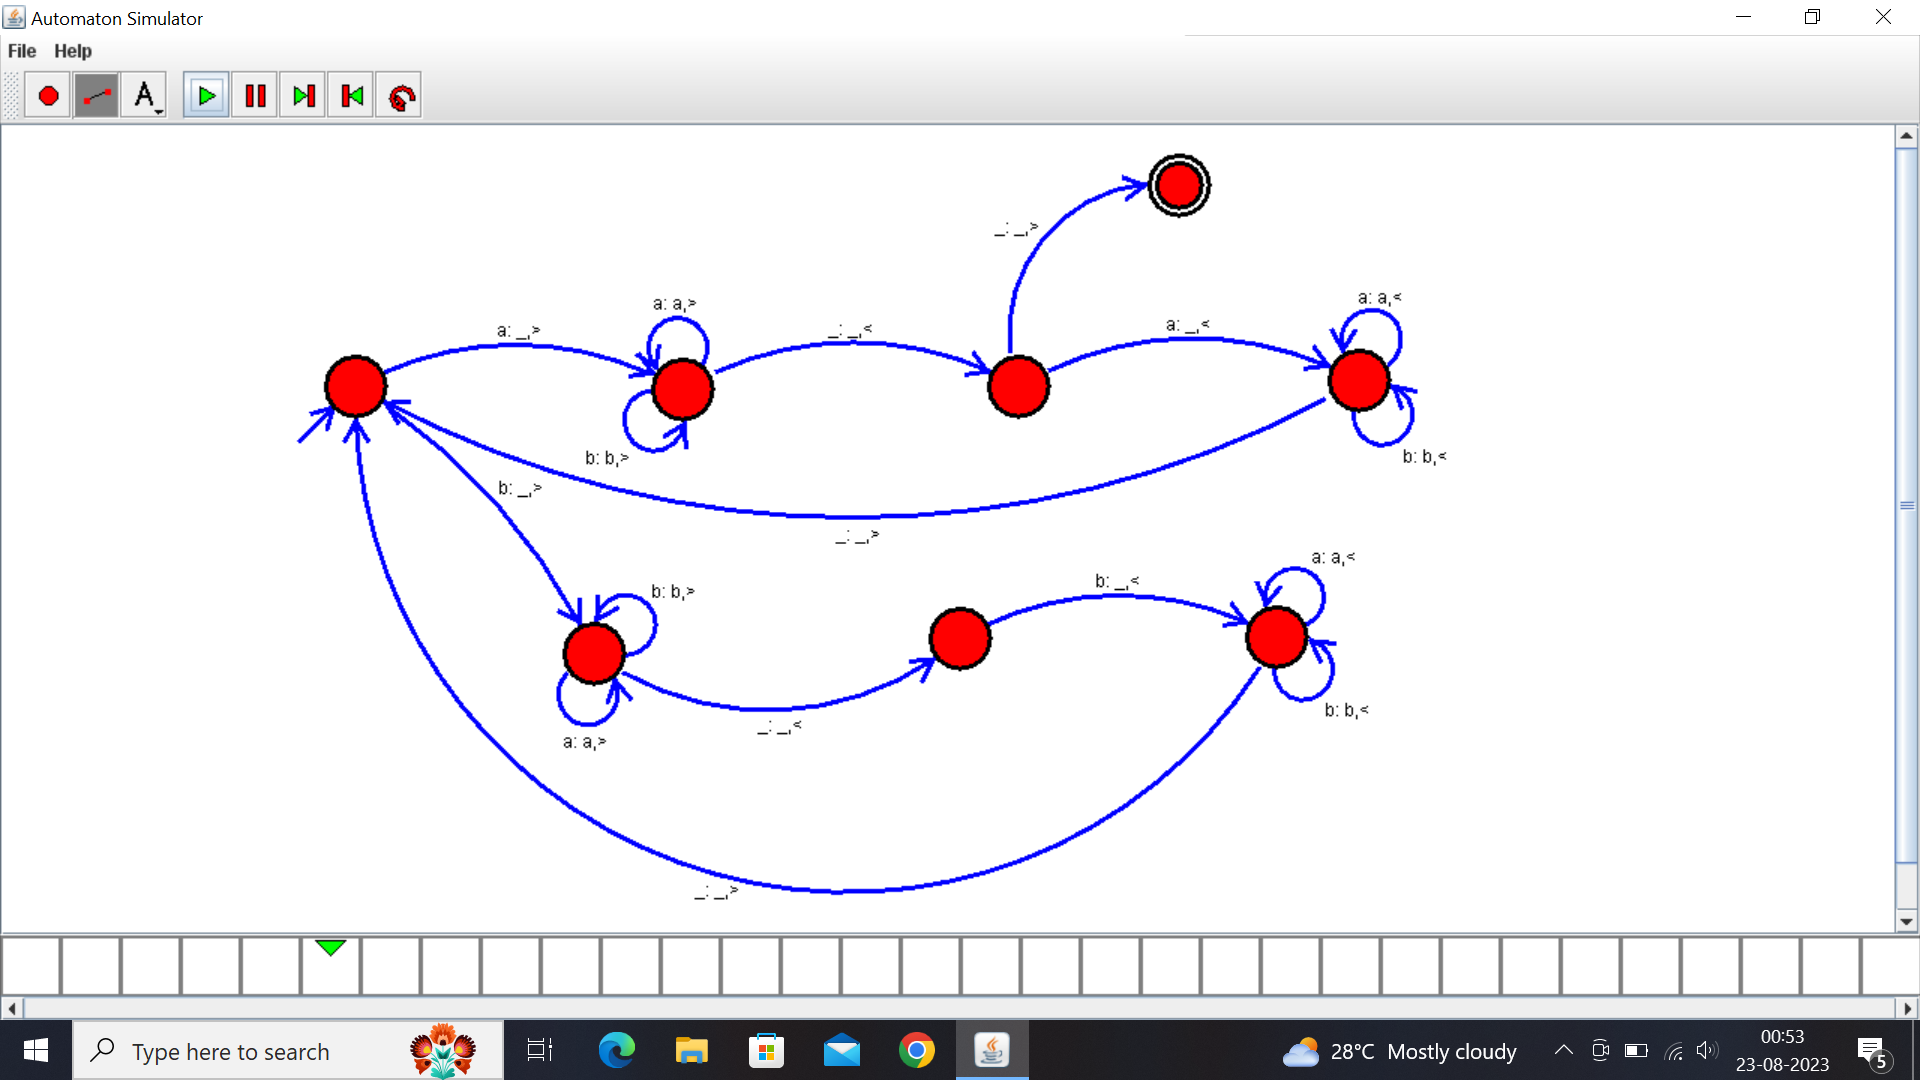 Automaton Simulator
File Help
A
_: _,>
a: a,>
a: a,<
a: _,>
_: _,<
a: _,<
b: b,>
b: b,<
b: _,>
_: _,>
a: a,<
b: _,<
b: b,>
b: b,<
_: _,<
a: a,>
_: _,>
Type here to search
28°C Mostly cloudy
00:53
23-08-2023
5